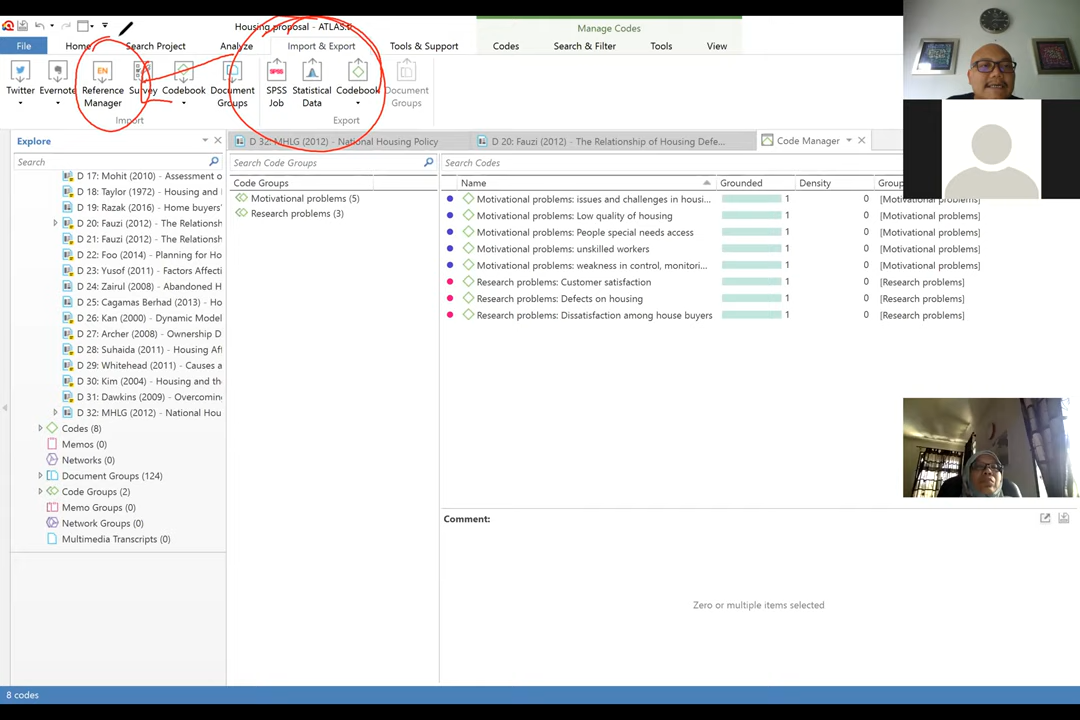 Housing proposal - ATLAS.ti
Manage Codes
File
Home
Search Project
Analyze
Import & Export
Tools & Support
Codes
Search & Filter
Tools
View
Twitter
Evernote
Reference Manager
Survey
Codebook
Document Groups
SPSS Job
Statistical Data
Codebook
Document Groups
Import
Export
EN
SPSS
Explore
D 32: MHLG (2012) - National Housing Policy
D 20: Fauzi (2012) - The Relationship of Housing Defe...
Code Manager
Search
Search Code Groups
Search Codes
Code Groups
Name
Grounded
Density
Group
D 17: Mohit (2010) - Assessment o
D 18: Taylor (1972) - Housing and
D 19: Razak (2016) - Home buyers'
D 20: Fauzi (2012) - The Relationsh
D 21: Fauzi (2012) - The Relationsh
D 22: Foo (2014) - Planning for Ho
D 23: Yusof (2011) - Factors Affecti
D 24: Zairul (2008) - Abandoned H
D 25: Cagamas Berhad (2013) - Ho
D 26: Kan (2000) - Dynamic Model
D 27: Archer (2008) - Ownership D
D 28: Suhaida (2011) - Housing Aff
D 29: Whitehead (2011) - Causes a
D 30: Kim (2004) - Housing and the
D 31: Dawkins (2009) - Overcoming
D 32: MHLG (2012) - National Hou
Codes (8)
Memos (0)
Networks (0)
Document Groups (124)
Code Groups (2)
Memo Groups (0)
Network Groups (0)
Multimedia Transcripts (0)
Motivational problems (5)
Research problems (3)
Motivational problems: issues and challenges in housi... 1 0 [Motivational problems]
Motivational problems: Low quality of housing 1 0 [Motivational problems]
Motivational problems: People special needs access 1 0 [Motivational problems]
Motivational problems: unskilled workers 1 0 [Motivational problems]
Motivational problems: weakness in control, monitori... 1 0 [Motivational problems]
Research problems: Customer satisfaction 1 0 [Research problems]
Research problems: Defects on housing 1 0 [Research problems]
Research problems: Dissatisfaction among house buyers 1 0 [Research problems]
Comment:
Zero or multiple items selected
8 codes